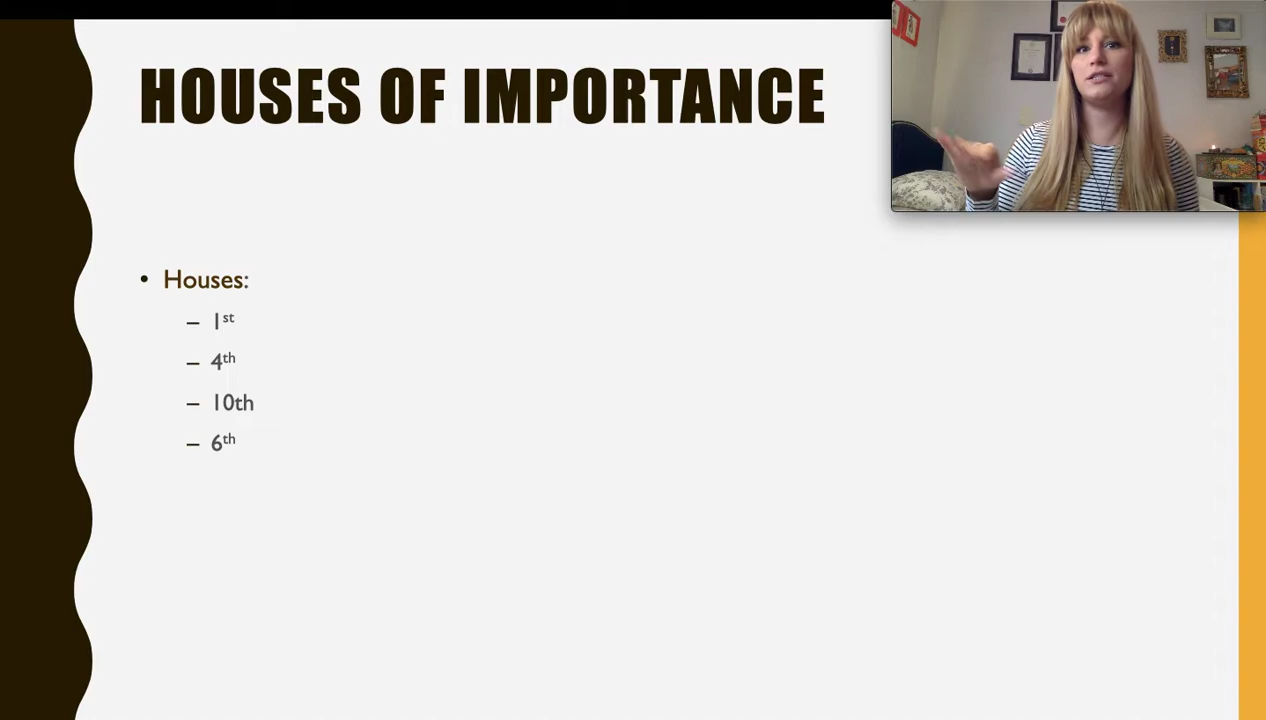 HOUSES OF IMPORTANCE
• Houses:
– 1st
– 4th
– 10th
– 6th